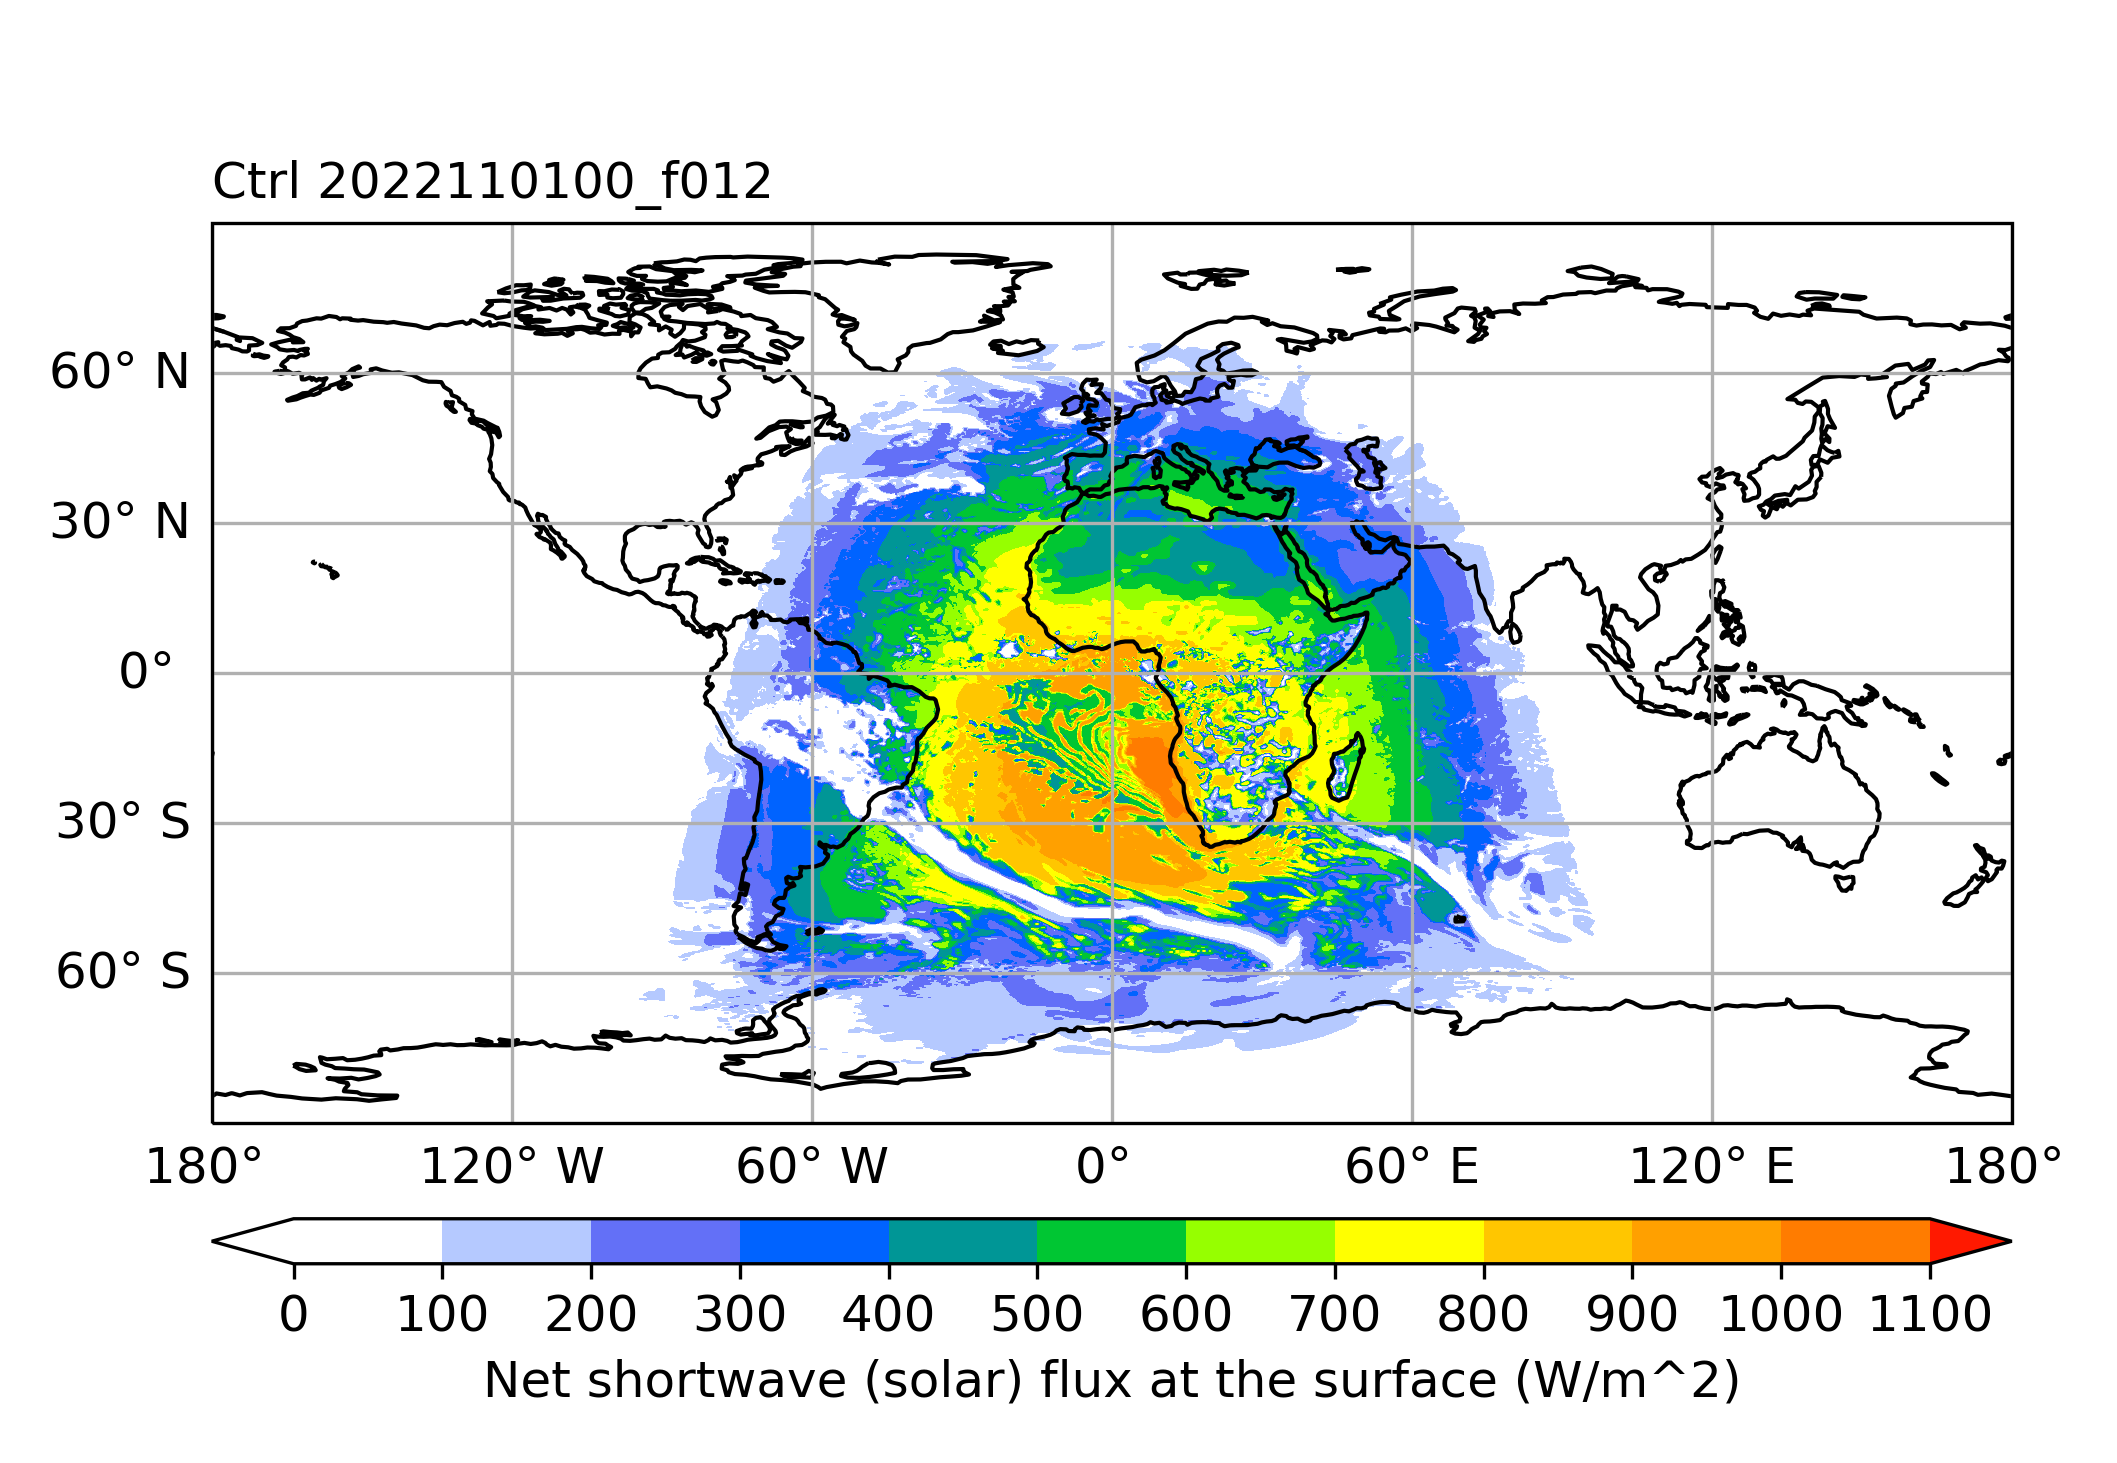 Ctrl 2022110100_f012
60° N
30° N
0°
30° S
60° S
180° 120° W 60° W 0° 60° E 120° E 180°
0 100 200 300 400 500 600 700 800 900 1000 1100
Net shortwave (solar) flux at the surface (W/m^2)